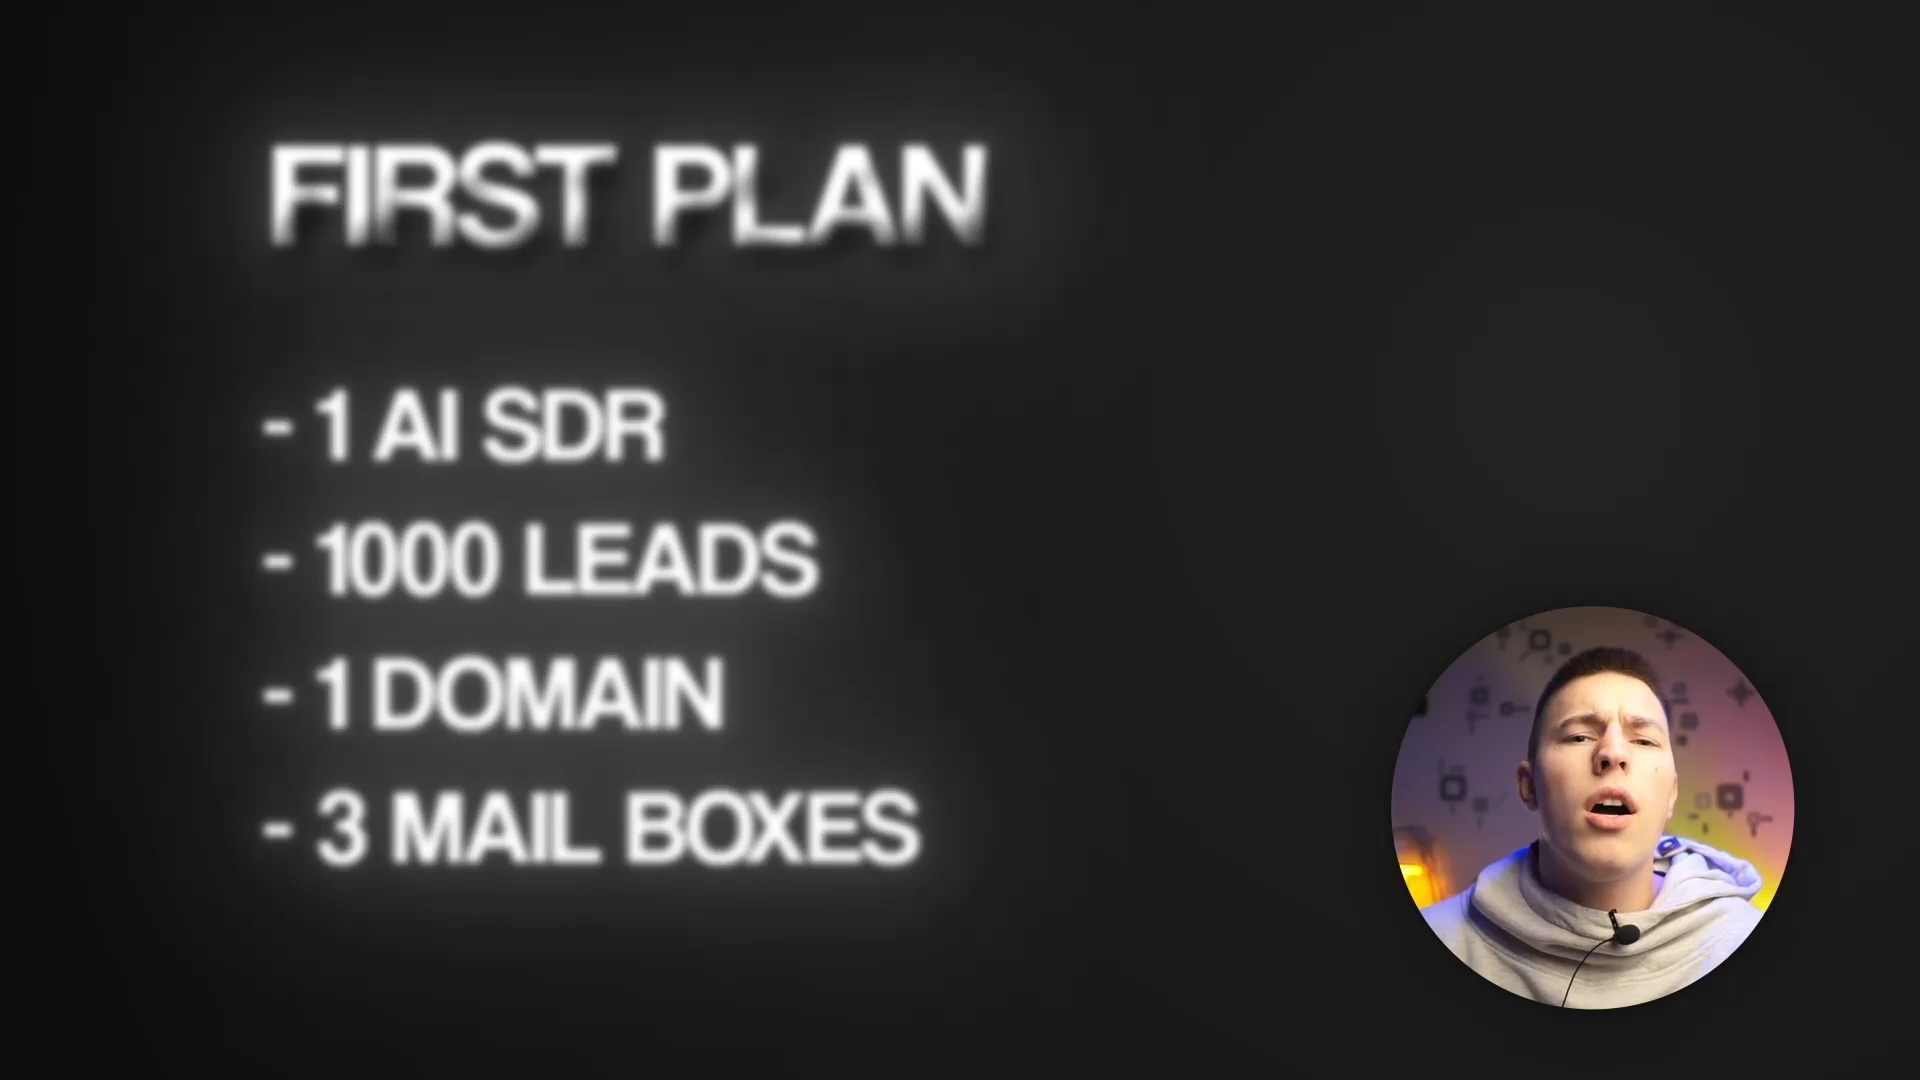 FIRST PLAN
- 1 AI SDR
- 1000 LEADS
- 1 DOMAIN
- 3 MAIL BOXES